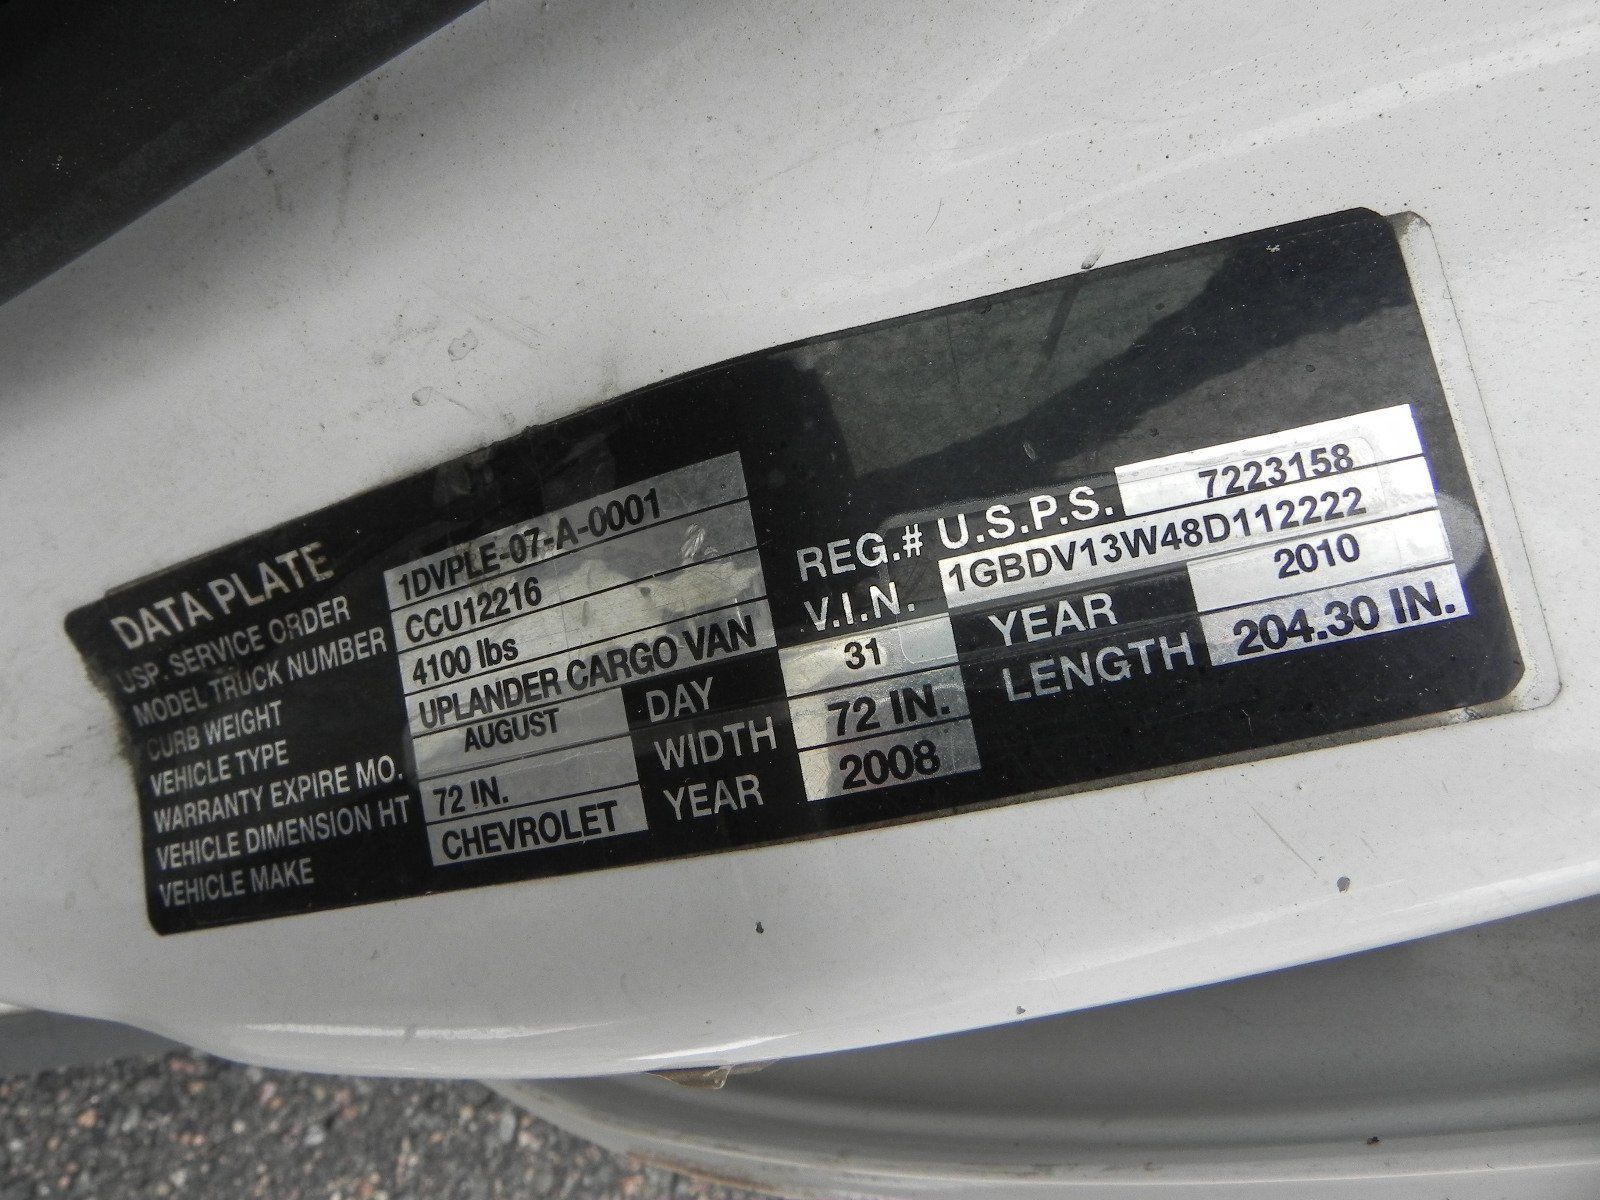 DATA PLATE
USP. SERVICE ORDER 1DVPLE-07-A-0001 REG.# U.S.P.S. 7223158
MODEL TRUCK NUMBER CCU12216 V.I.N. 1GBDV13W48D112222
CURB WEIGHT 4100 lbs
VEHICLE TYPE UPLANDER CARGO VAN
WARRANTY EXPIRE MO. AUGUST DAY 31 YEAR 2010
VEHICLE DIMENSION HT 72 IN. WIDTH 72 IN. LENGTH 204.30 IN.
VEHICLE MAKE CHEVROLET YEAR 2008